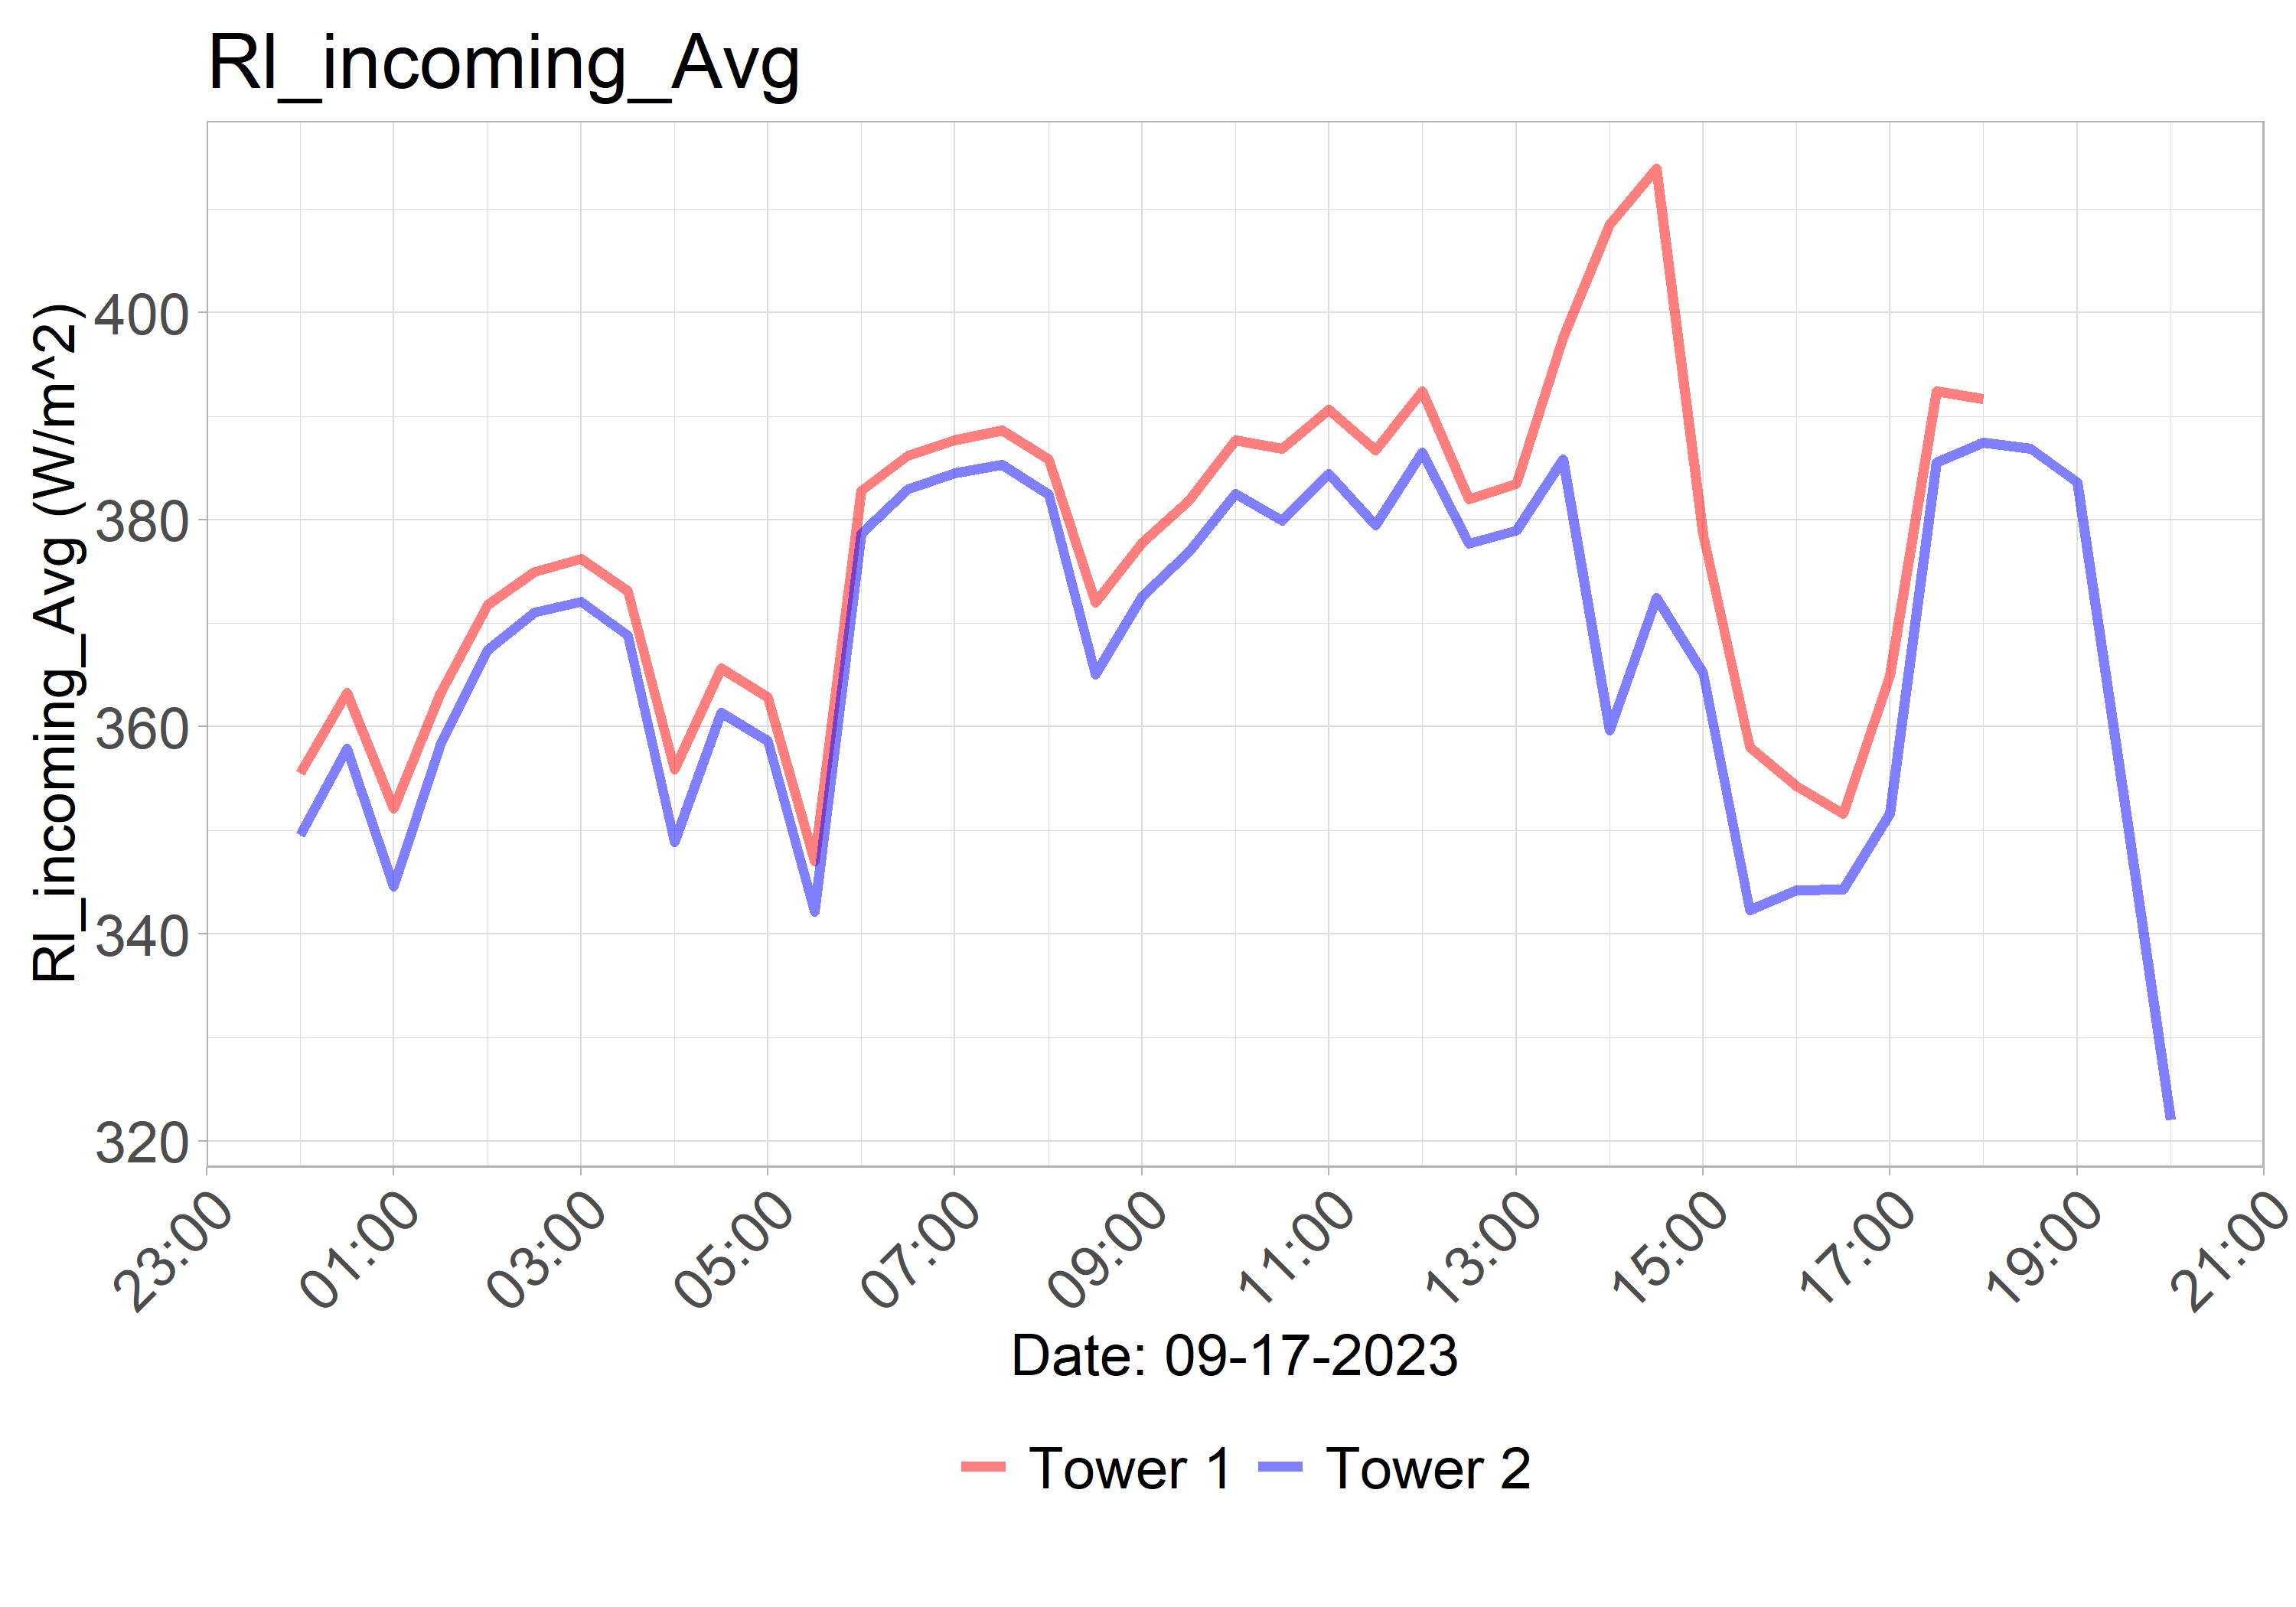 Rl_incoming_Avg
Rl_incoming_Avg (W/m^2)
400
380
360
340
320
23:00 01:00 03:00 05:00 07:00 09:00 11:00 13:00 15:00 17:00 19:00 21:00
Date: 09-17-2023
Tower 1 Tower 2